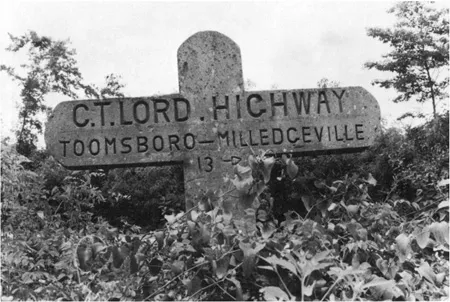 C.T. LORD. HIGHWAY
TOOMSBORO — MILLEDGEVILLE
13 →